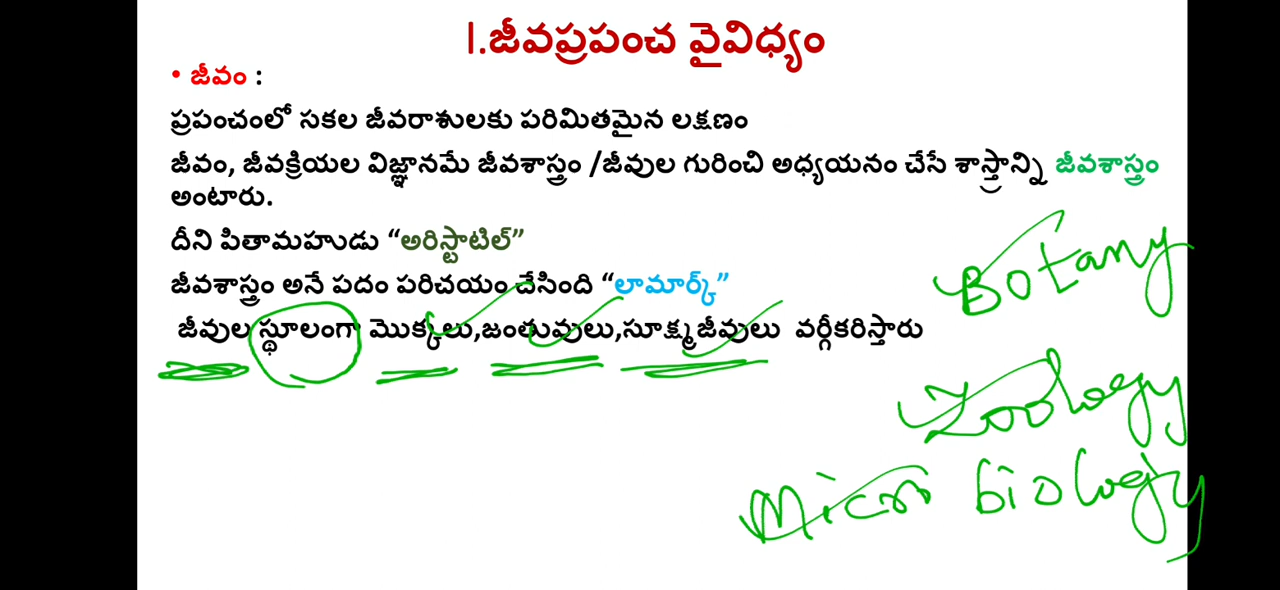 I.జీవప్రపంచ వైవిధ్యం
• జీవం :
ప్రపంచంలో సకల జీవరాశులకు పరిమితమైన లక్షణం
జీవం, జీవక్రియల విజ్ఞానమే జీవశాస్త్రం /జీవుల గురించి అధ్యయనం చేసే శాస్త్రాన్ని జీవశాస్త్రం
అంటారు.
దీని పితామహుడు “అరిస్టాటిల్”
జీవశాస్త్రం అనే పదం పరిచయం చేసింది “లామార్క్”
జీవుల స్థూలంగా మొక్కలు,జంతువులు,సూక్ష్మజీవులు వర్గీకరిస్తారు
Botany
Zoology
Micro biology